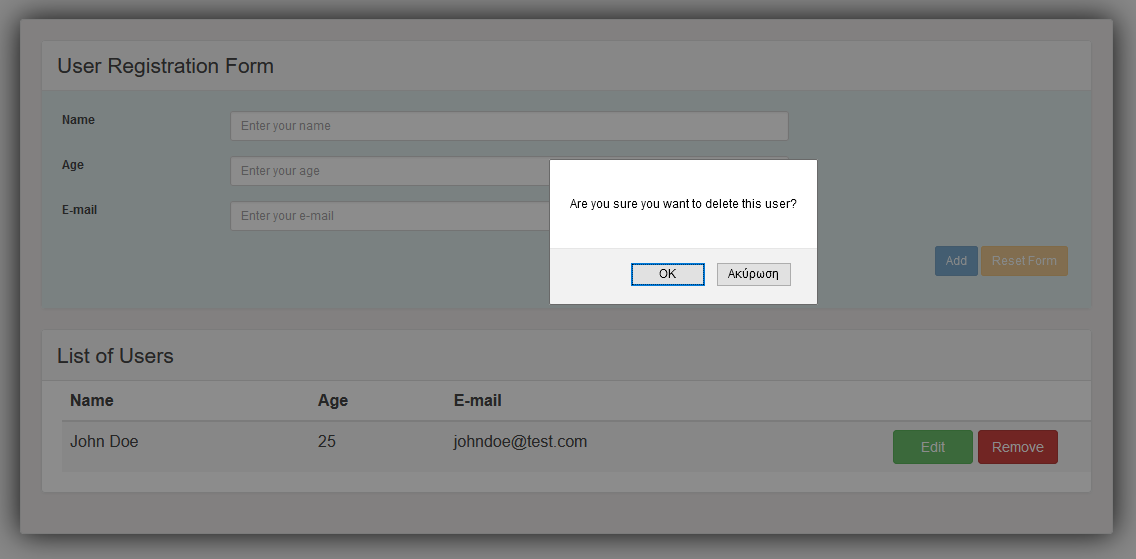 User Registration Form
Name
Enter your name
Age
Enter your age
E-mail
Enter your e-mail
Are you sure you want to delete this user?
OK Ακύρωση
Add Reset Form
List of Users
Name Age E-mail
John Doe 25 johndoe@test.com Edit Remove